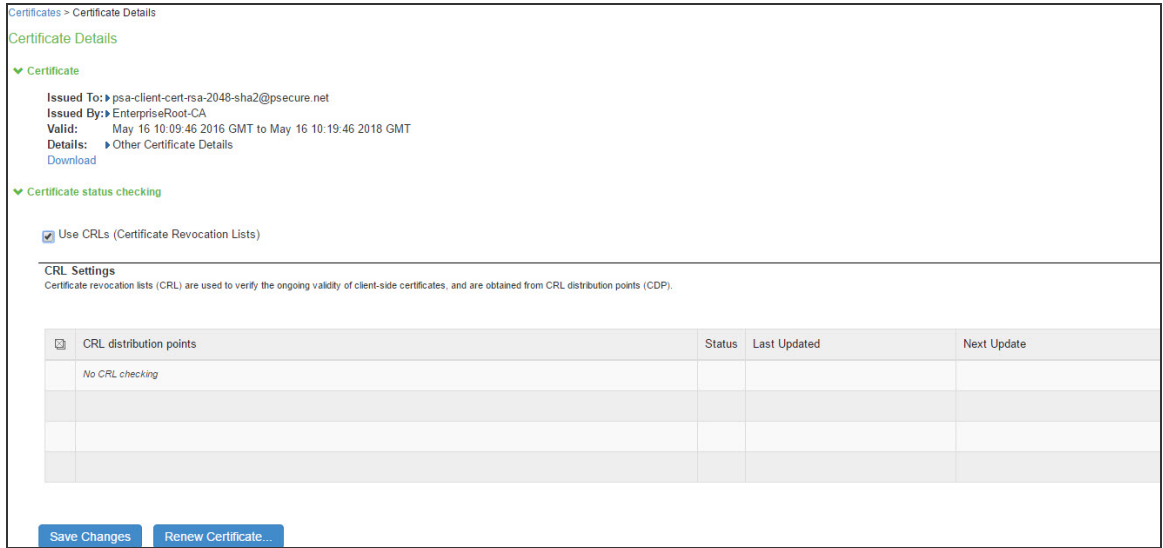 Certificates > Certificate Details
Certificate Details
Certificate
Issued To: psa-client-cert-rsa-2048-sha2@psecure.net
Issued By: EnterpriseRoot-CA
Valid: May 16 10:09:46 2016 GMT to May 16 10:19:46 2018 GMT
Details: Other Certificate Details
Download
Certificate status checking
Use CRLs (Certificate Revocation Lists)
CRL Settings
Certificate revocation lists (CRL) are used to verify the ongoing validity of client-side certificates, and are obtained from CRL distribution points (CDP).
CRL distribution points Status Last Updated Next Update
No CRL checking
Save Changes Renew Certificate...